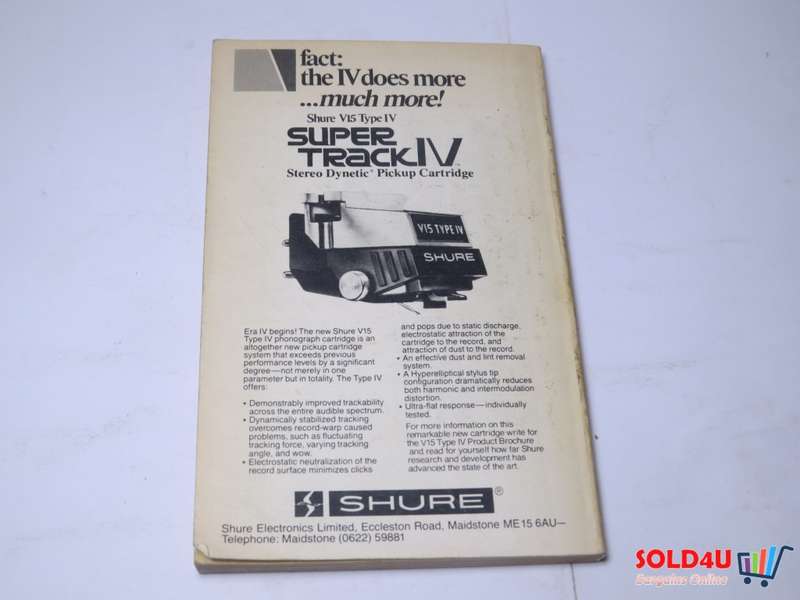 fact:
the IV does more
...much more!
Shure V15 Type IV
SUPER
TRACK IV™
Stereo Dynetic® Pickup Cartridge
V15 TYPE IV
SHURE
Era IV begins! The new Shure V15
Type IV phonograph cartridge is an
altogether new pickup cartridge
system that exceeds previous
performance levels by a significant
degree—not merely in one
parameter but in totality. The Type IV
offers:
• Demonstrably improved trackability
across the entire audible spectrum.
• Dynamically stabilized tracking
overcomes record-warp caused
problems, such as fluctuating
tracking force, varying tracking
angle, and wow.
• Electrostatic neutralization of the
record surface minimizes clicks
and pops due to static discharge,
electrostatic attraction of the
cartridge to the record, and
attraction of dust to the record.
• An effective dust and lint removal
system.
• A Hyperelliptical stylus tip
configuration dramatically reduces
both harmonic and intermodulation
distortion.
• Ultra-flat response—individually
tested.
For more information on this
remarkable new cartridge write for
the V15 Type IV Product Brochure
and read for yourself how far Shure
research and development has
advanced the state of the art.
SHURE®
Shure Electronics Limited, Eccleston Road, Maidstone ME15 6AU—
Telephone: Maidstone (0622) 59881
SOLD4U
Bargains Online